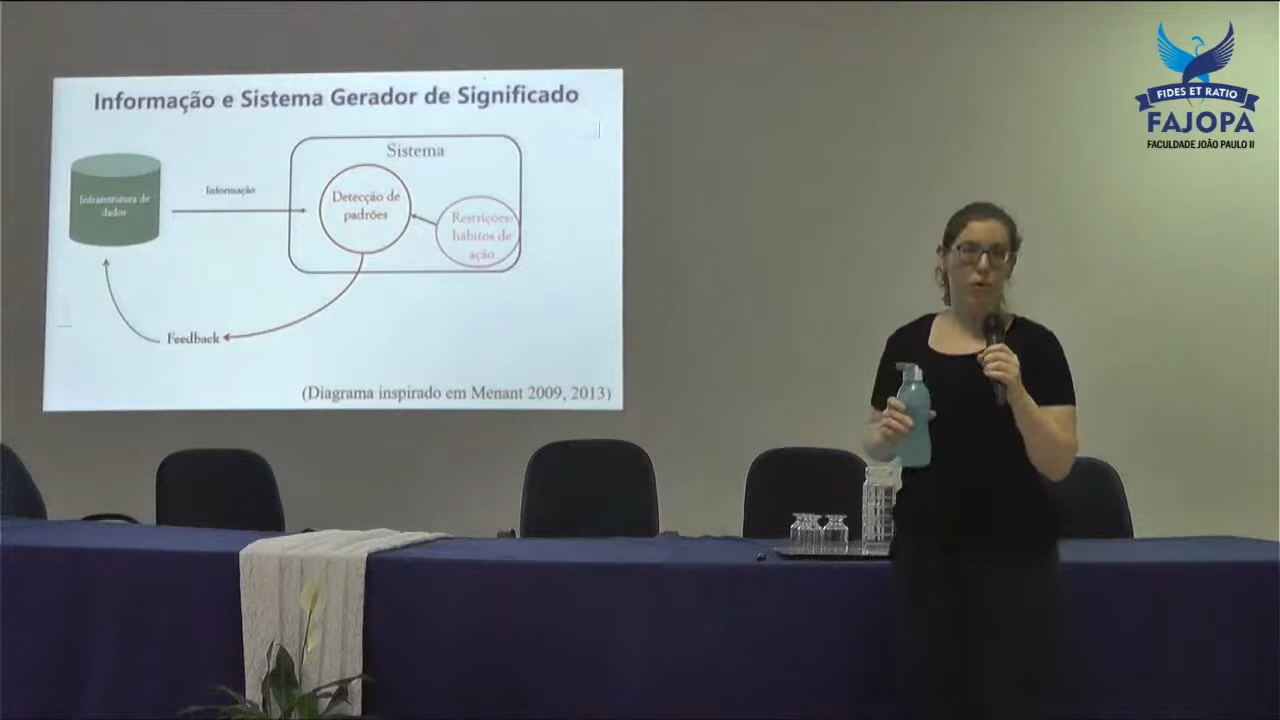 Informação e Sistema Gerador de Significado
Sistema
Infraestrutura de
dados
Informação
Detecção de
padrões
Restrições:
hábitos de
ação
Feedback
(Diagrama inspirado em Menant 2009, 2013)
FIDES ET RATIO
FAJOPA
FACULDADE JOÃO PAULO II